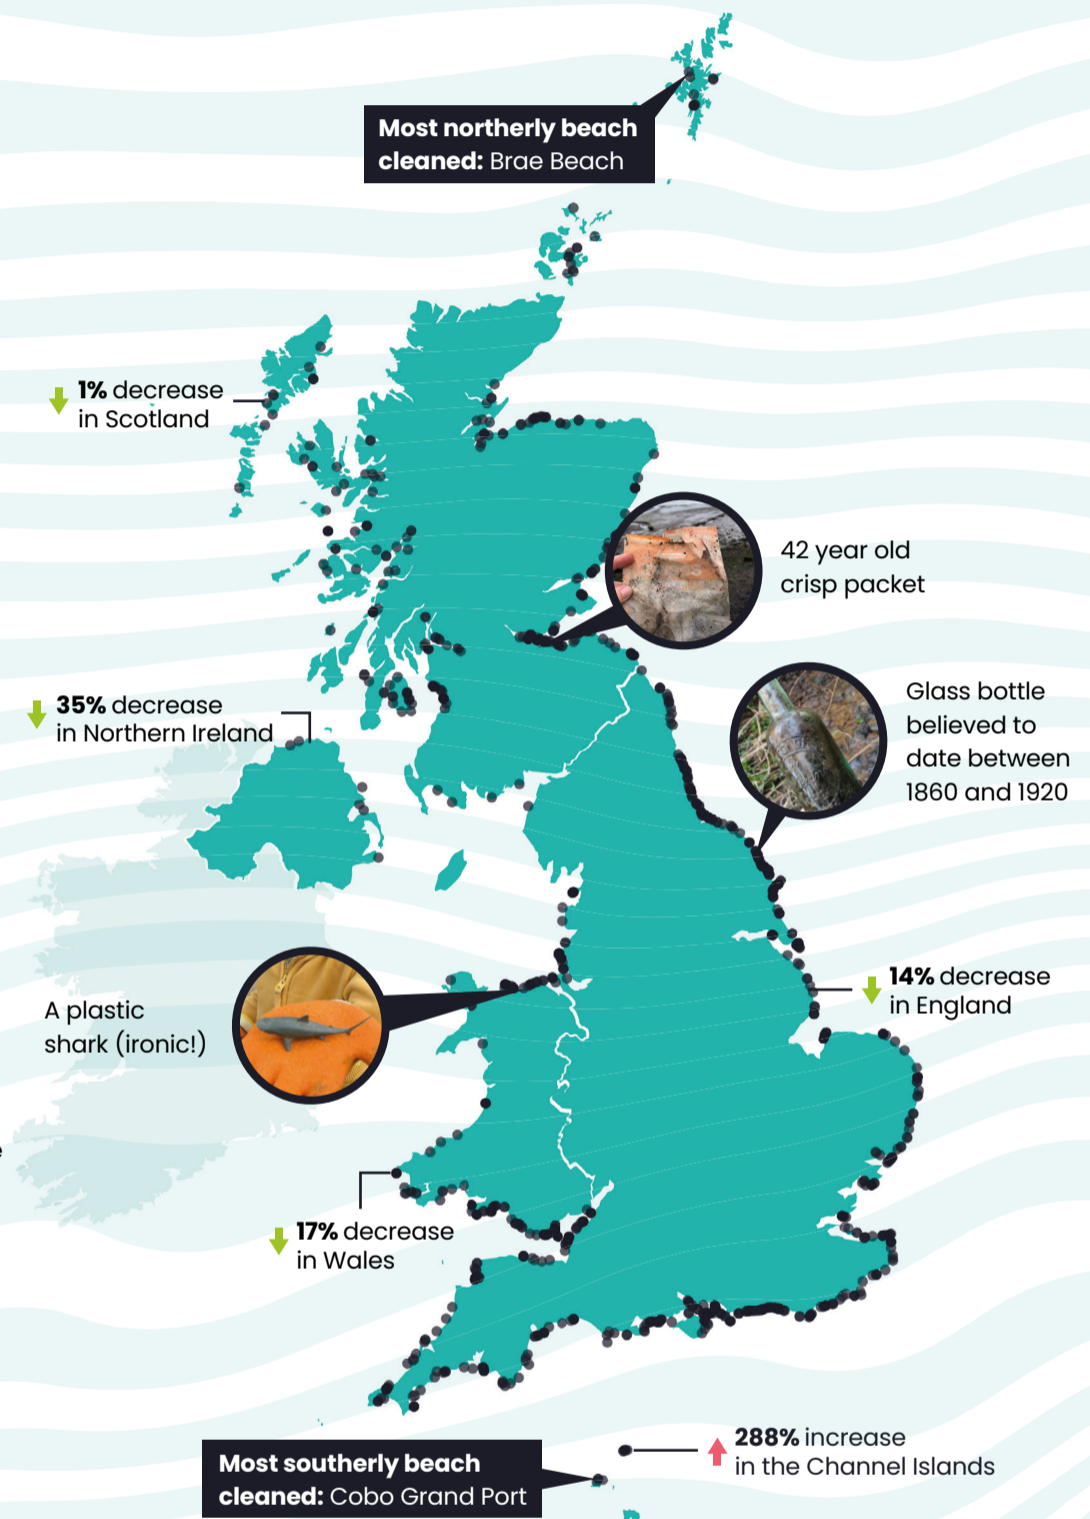 Most northerly beach
cleaned: Brae Beach
1% decrease
in Scotland
42 year old
crisp packet
35% decrease
in Northern Ireland
Glass bottle
believed to
date between
1860 and 1920
14% decrease
in England
A plastic
shark (ironic!)
17% decrease
in Wales
288% increase
in the Channel Islands
Most southerly beach
cleaned: Cobo Grand Port